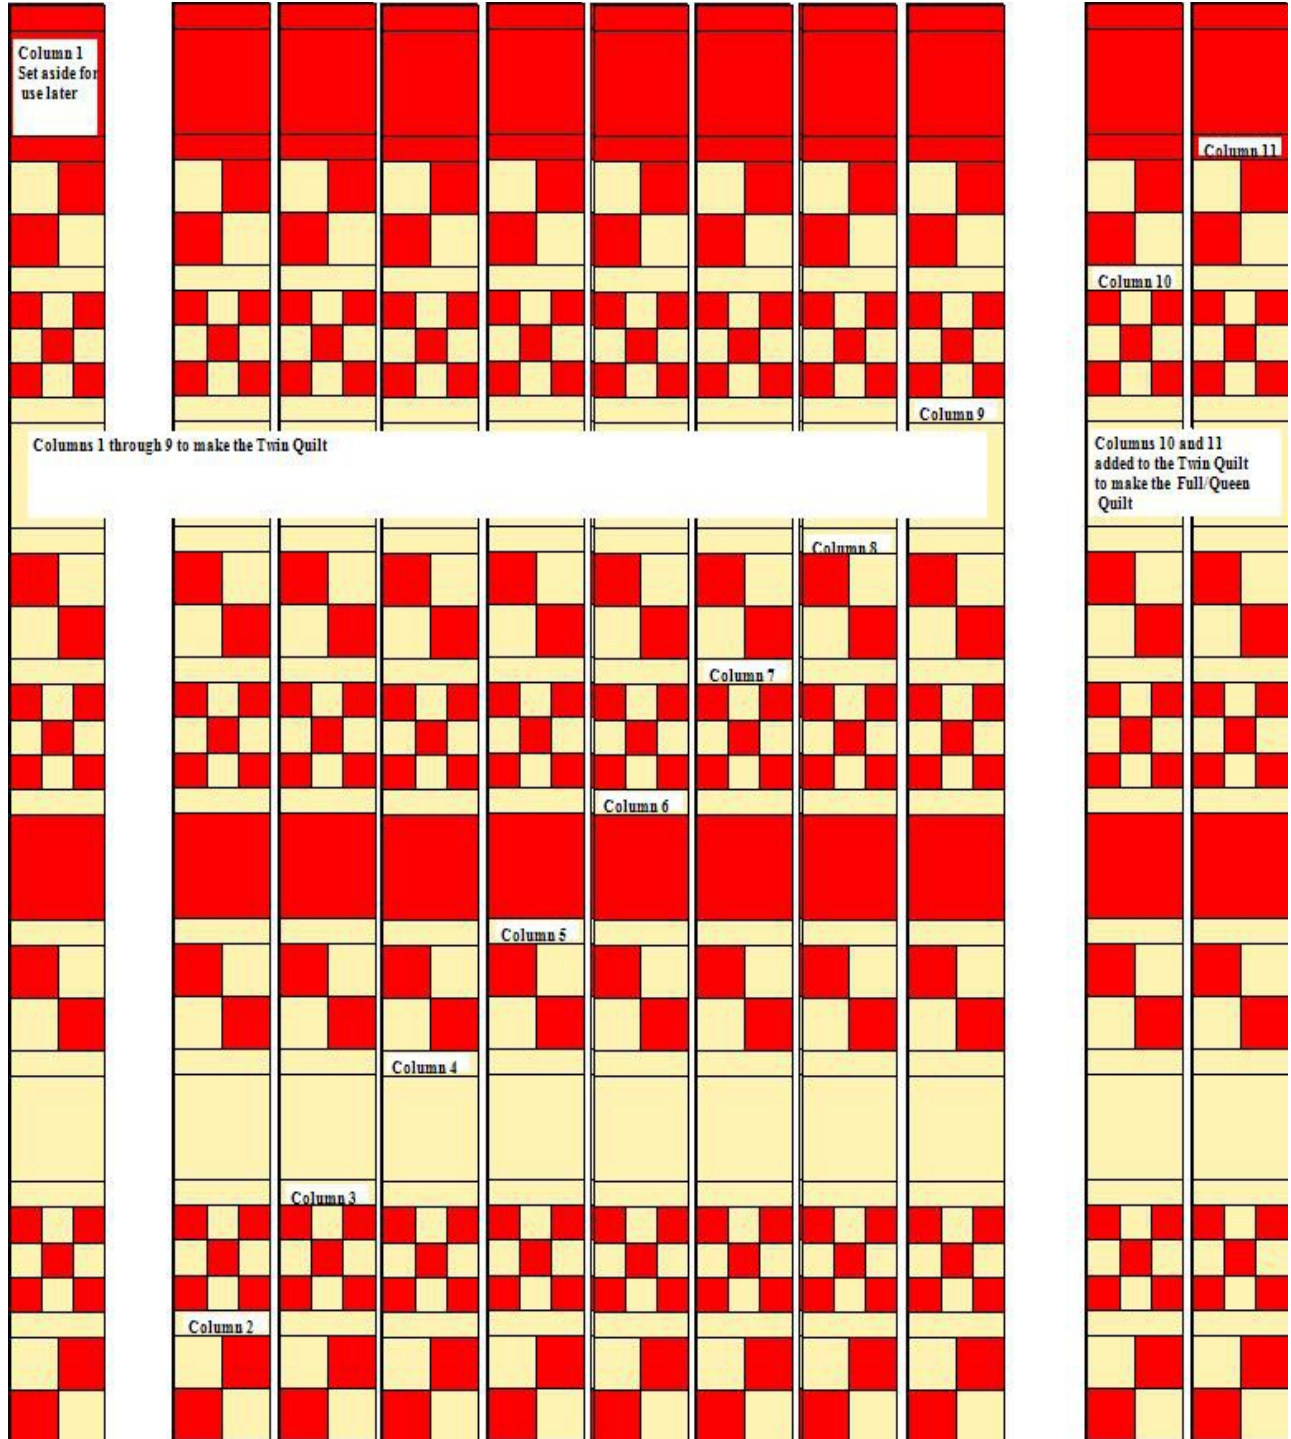 Column 1
Set aside for
use later
Column 11
Column 10
Column 9
Columns 1 through 9 to make the Twin Quilt
Columns 10 and 11
added to the Twin Quilt
to make the Full/Queen
Quilt
Column 8
Column 7
Column 6
Column 5
Column 4
Column 3
Column 2